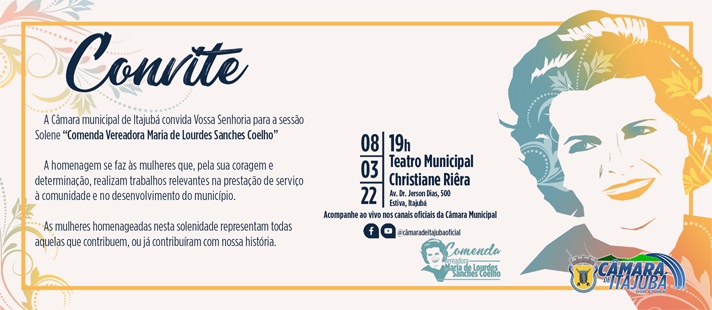 Convite
A Câmara municipal de Itajubá convida Vossa Senhoria para a sessão
Solene “Comenda Vereadora Maria de Lourdes Sanches Coelho”
A homenagem se faz às mulheres que, pela sua coragem e
determinação, realizam trabalhos relevantes na prestação de serviço
à comunidade e no desenvolvimento do município.
As mulheres homenageadas nesta solenidade representam todas
aquelas que contribuem, ou já contribuíram com nossa história.
08
03
22
19h
Teatro Municipal
Christiane Riêra
Av. Dr. Jerson Dias, 500
Estiva, Itajubá
Acompanhe ao vivo nos canais oficiais da Câmara Municipal
@câmaradeitajubaoficial
Comenda
Vereadora
Maria de Lourdes
Sanches Coelho
CÂMARA
DE ITAJUBÁ